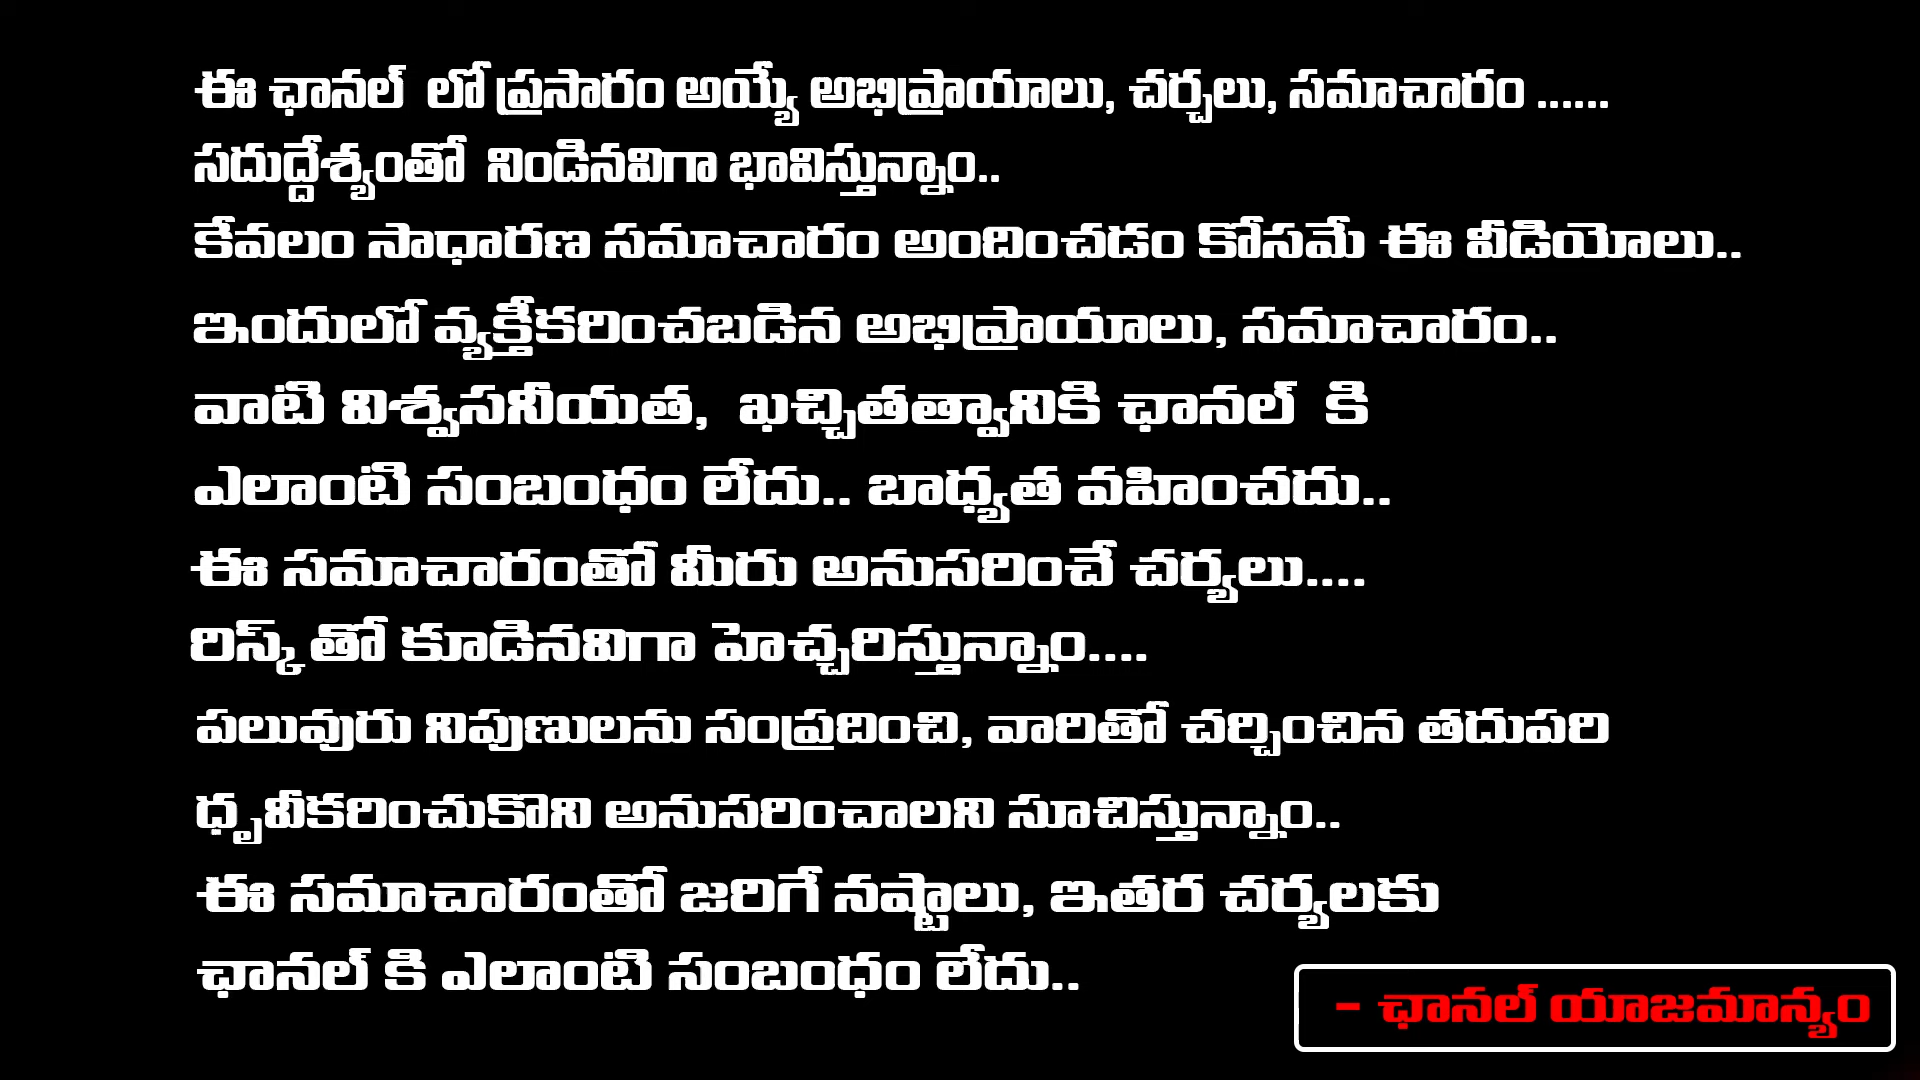 ఈ ఛానల్ లో ప్రసారం అయ్యే అభిప్రాయాలు, చర్చలు, సమాచారం ......
సదుద్దేశ్యంతో నిండినవిగా భావిస్తున్నాం..
కేవలం సాధారణ సమాచారం అందించడం కోసమే ఈ వీడియోలు..
ఇందులో వ్యక్తీకరించబడిన అభిప్రాయాలు, సమాచారం..
వాటి విశ్వసనీయత, ఖచ్చితత్వానికి ఛానల్ కి
ఎలాంటి సంబంధం లేదు.. బాధ్యత వహించదు..
ఈ సమాచారంతో మీరు అనుసరించే చర్యలు....
రిస్క్ తో కూడినవిగా హెచ్చరిస్తున్నాం....
పలువురు నిపుణులను సంప్రదించి, వారితో చర్చించిన తదుపరి
ధృవీకరించుకొని అనుసరించాలని సూచిస్తున్నాం..
ఈ సమాచారంతో జరిగే నష్టాలు, ఇతర చర్యలకు
ఛానల్ కి ఎలాంటి సంబంధం లేదు..
- ఛానల్ యాజమాన్యం